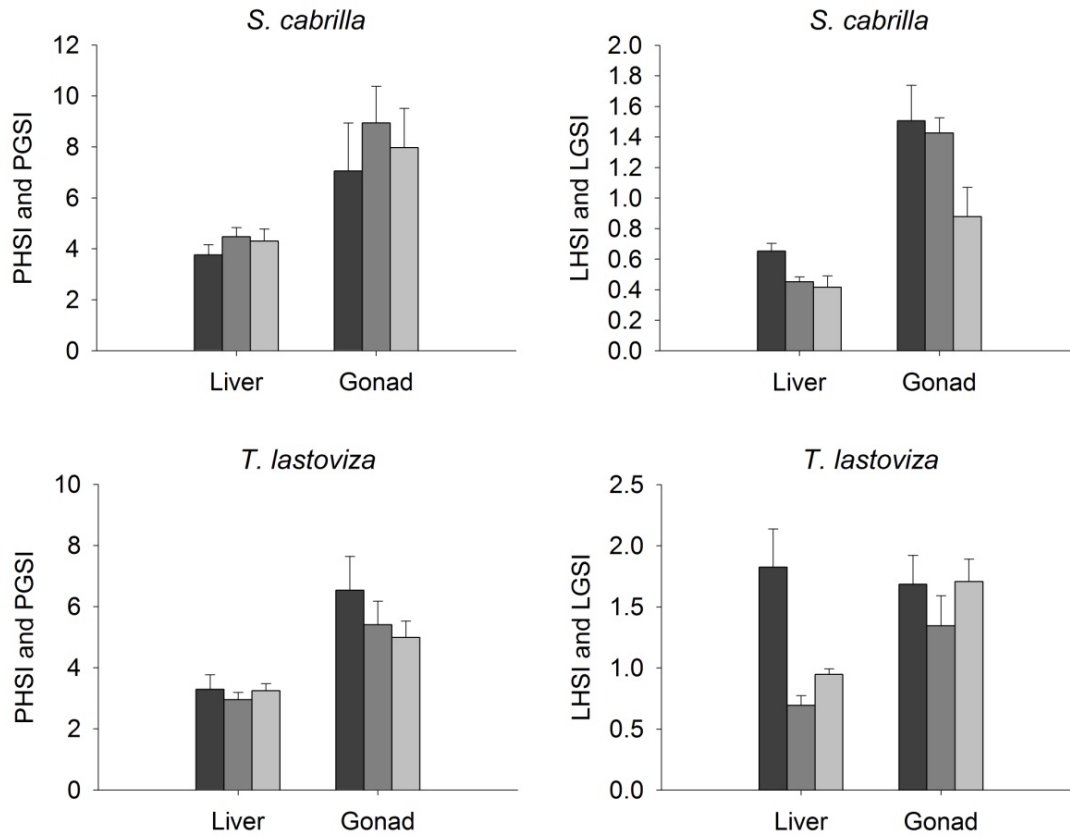 S. cabrilla
PHSI and PGSI
12
10
8
6
4
2
0
Liver Gonad
S. cabrilla
LHSI and LGSI
2.0
1.8
1.6
1.4
1.2
1.0
0.8
0.6
0.4
0.2
0.0
Liver Gonad
T. lastoviza
PHSI and PGSI
10
8
6
4
2
0
Liver Gonad
T. lastoviza
LHSI and LGSI
2.5
2.0
1.5
1.0
0.5
0.0
Liver Gonad